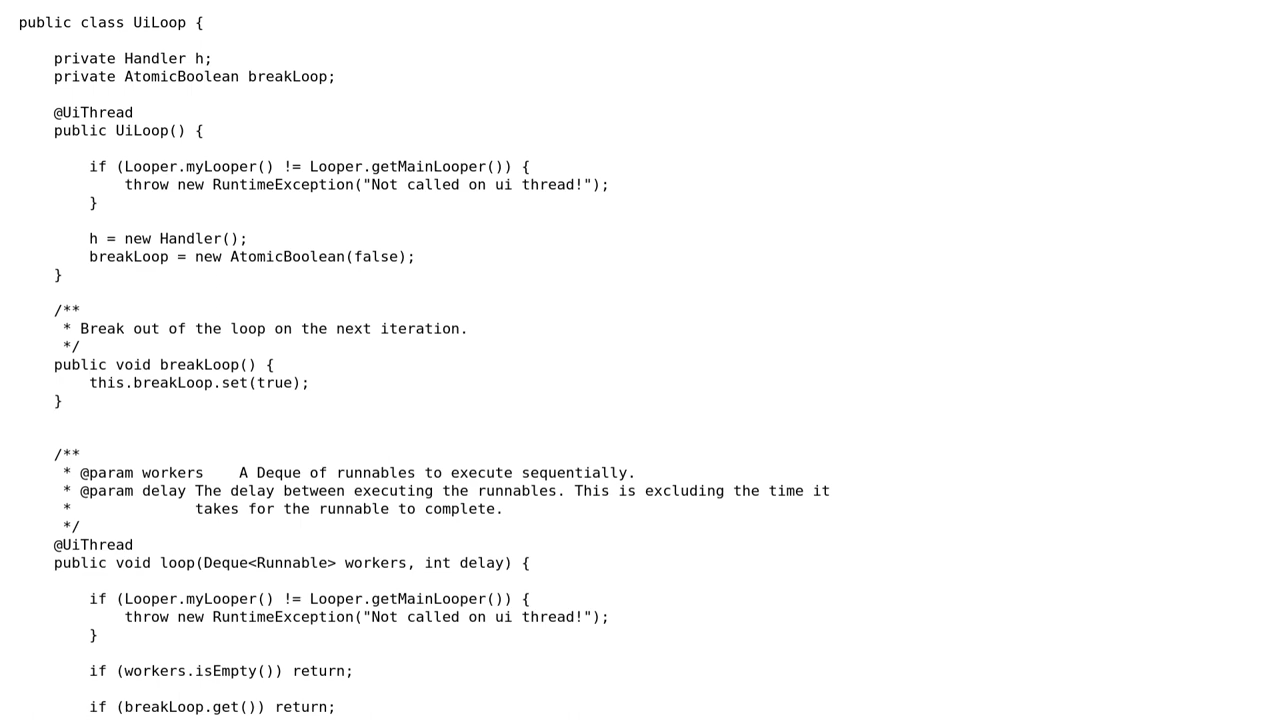 public class UiLoop {

    private Handler h;
    private AtomicBoolean breakLoop;

    @UiThread
    public UiLoop() {

        if (Looper.myLooper() != Looper.getMainLooper()) {
            throw new RuntimeException("Not called on ui thread!");
        }

        h = new Handler();
        breakLoop = new AtomicBoolean(false);
    }

    /**
     * Break out of the loop on the next iteration.
     */
    public void breakLoop() {
        this.breakLoop.set(true);
    }


    /**
     * @param workers    A Deque of runnables to execute sequentially.
     * @param delay The delay between executing the runnables. This is excluding the time it
     *              takes for the runnable to complete.
     */
    @UiThread
    public void loop(Deque<Runnable> workers, int delay) {

        if (Looper.myLooper() != Looper.getMainLooper()) {
            throw new RuntimeException("Not called on ui thread!");
        }

        if (workers.isEmpty()) return;

        if (breakLoop.get()) return;